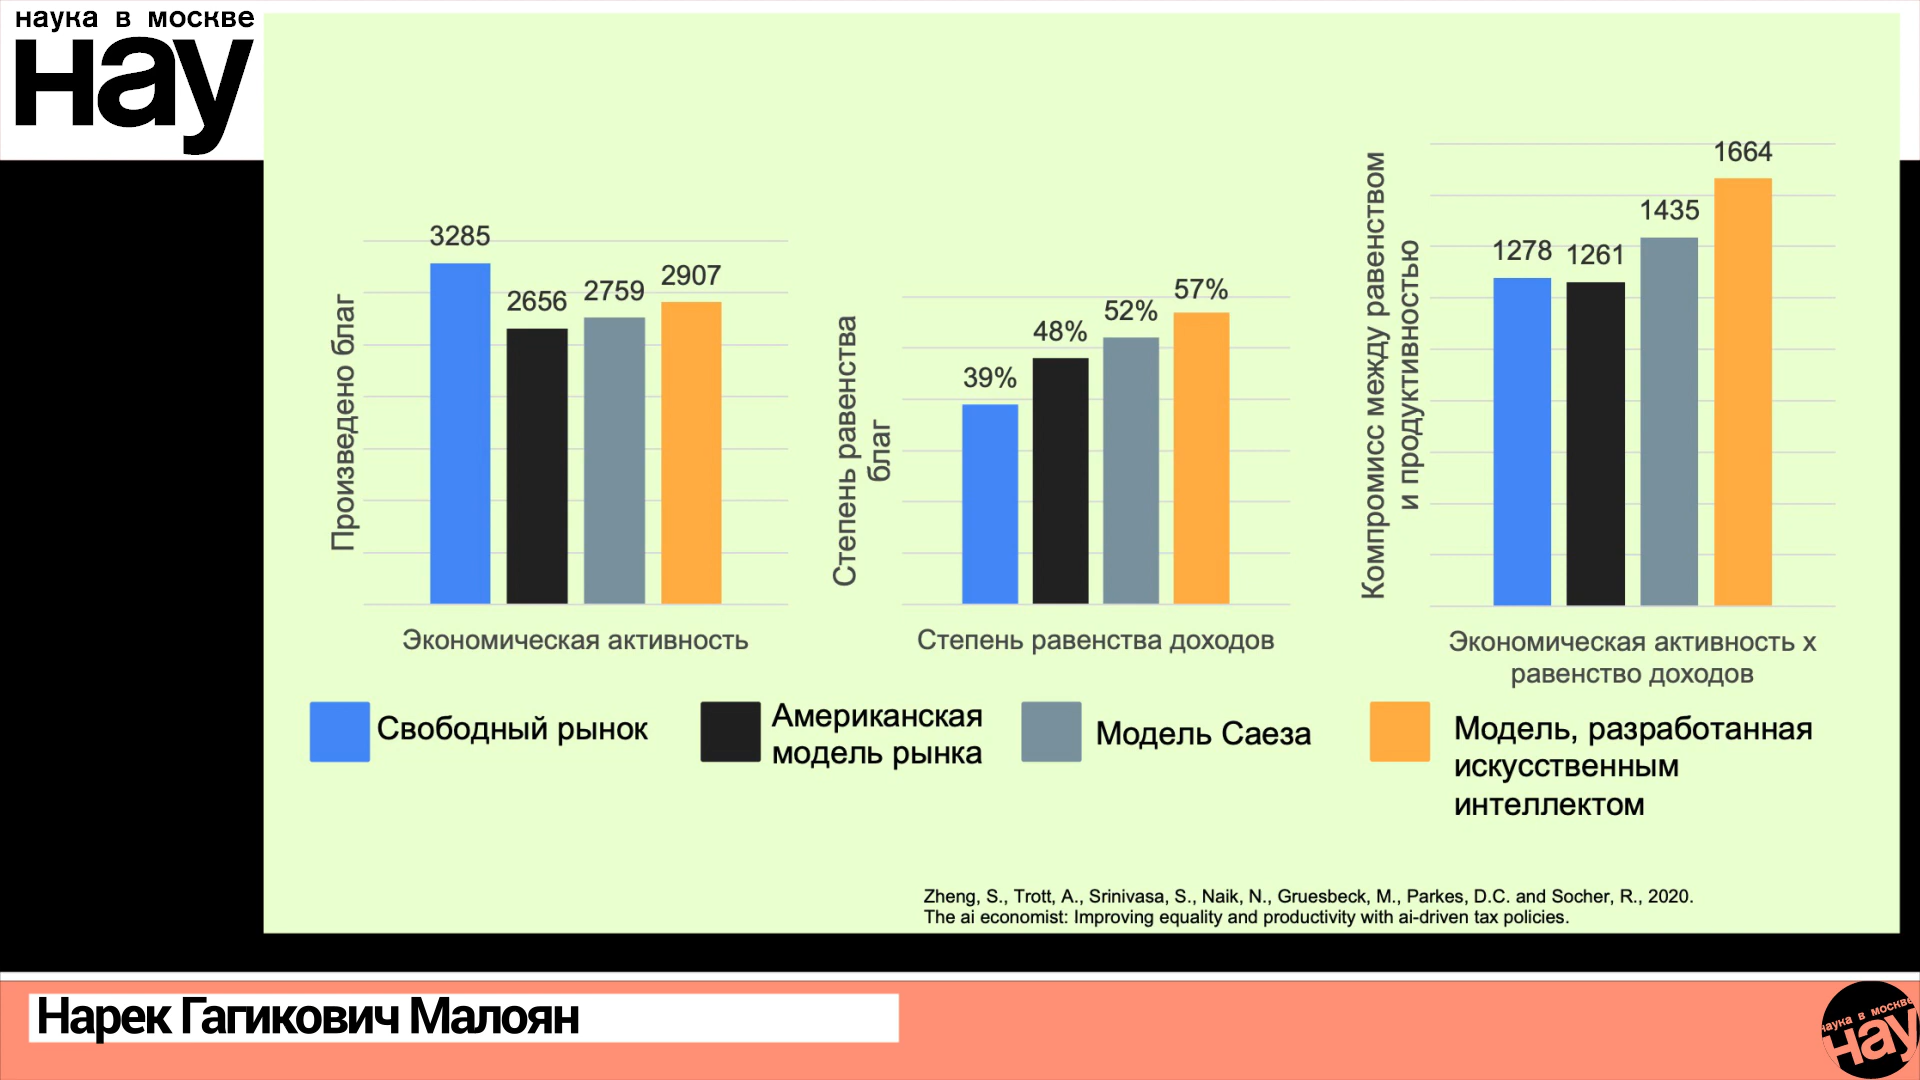 наука в москве
нау
3285
2656
2759
2907
Произведено благ
Экономическая активность
39%
48%
52%
57%
Степень равенства
благ
Степень равенства доходов
1278
1261
1435
1664
Компромисс между равенством
и продуктивностью
Экономическая активность x
равенство доходов
Свободный рынок
Американская
модель рынка
Модель Саеза
Модель, разработанная
искусственным
интеллектом
Zheng, S., Trott, A., Srinivasa, S., Naik, N., Gruesbeck, M., Parkes, D.C. and Socher, R., 2020.
The ai economist: Improving equality and productivity with ai-driven tax policies.
Нарек Гагикович Малоян
наука в москве
нау